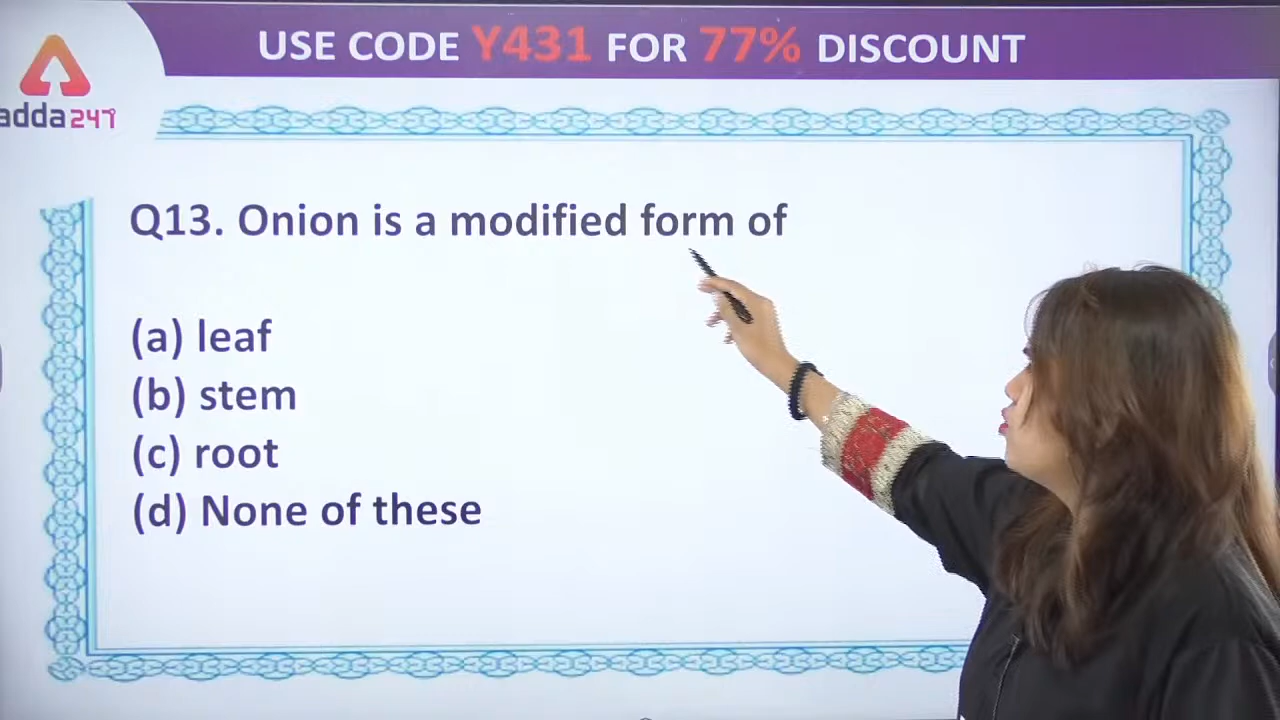 USE CODE Y431 FOR 77% DISCOUNT
adda247
Q13. Onion is a modified form of
(a) leaf
(b) stem
(c) root
(d) None of these